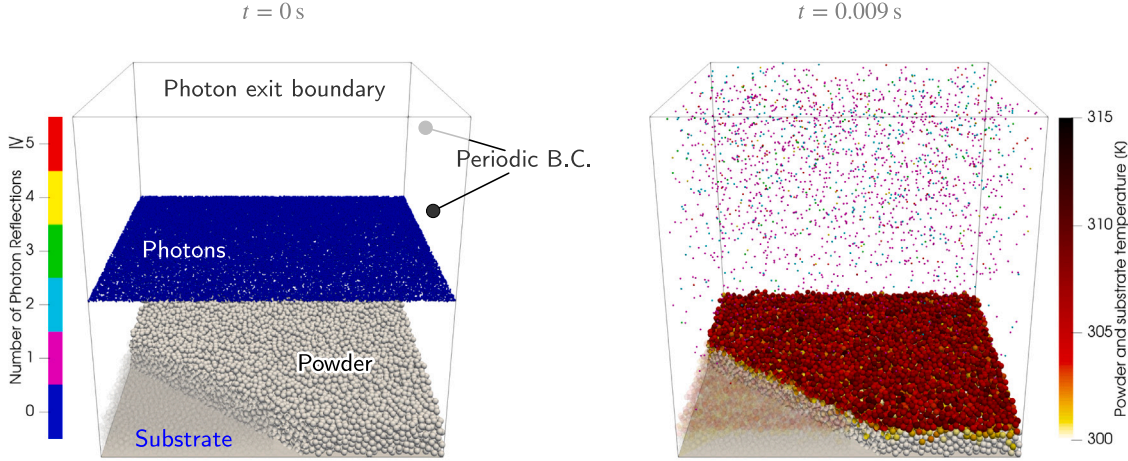 t = 0 s
t = 0.009 s
Photon exit boundary
Periodic B.C.
Photons
Powder
Substrate
Number of Photon Reflections
≥ 5
4
3
2
1
0
315
310
305
300
Powder and substrate temperature (K)